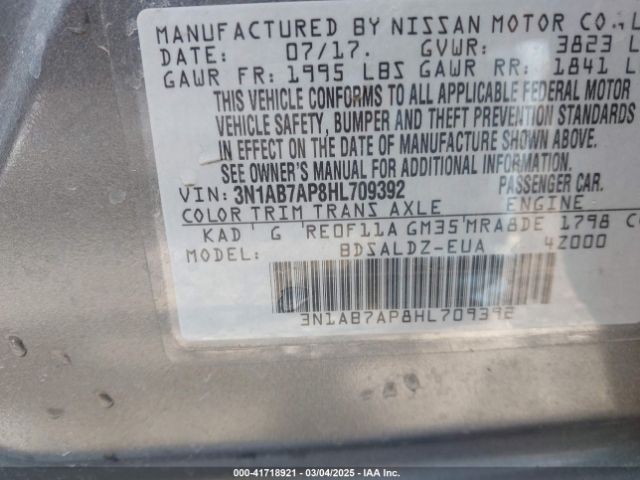 MANUFACTURED BY NISSAN MOTOR CO.,
DATE: 07/17. GVWR: 3823 L
GAWR FR: 1995 LBS GAWR RR: 1841 L
THIS VEHICLE CONFORMS TO ALL APPLICABLE FEDERAL MOTOR
VEHICLE SAFETY, BUMPER AND THEFT PREVENTION STANDARDS
IN EFFECT ON THE DATE OF MANUFACTURE SHOWN ABOVE.
SEE OWNER'S MANUAL FOR ADDITIONAL INFORMATION.
VIN: 3N1AB7AP8HL709392 PASSENGER CAR.
COLOR TRIM TRANS AXLE ENGINE
KAD G RE0F11A GM35 MRA8DE 1798 C
MODEL: BDSALDZ-EUA 4Z000
3N1AB7AP8HL709392
000-41718921 | 03/04/2025 - IAA Inc.